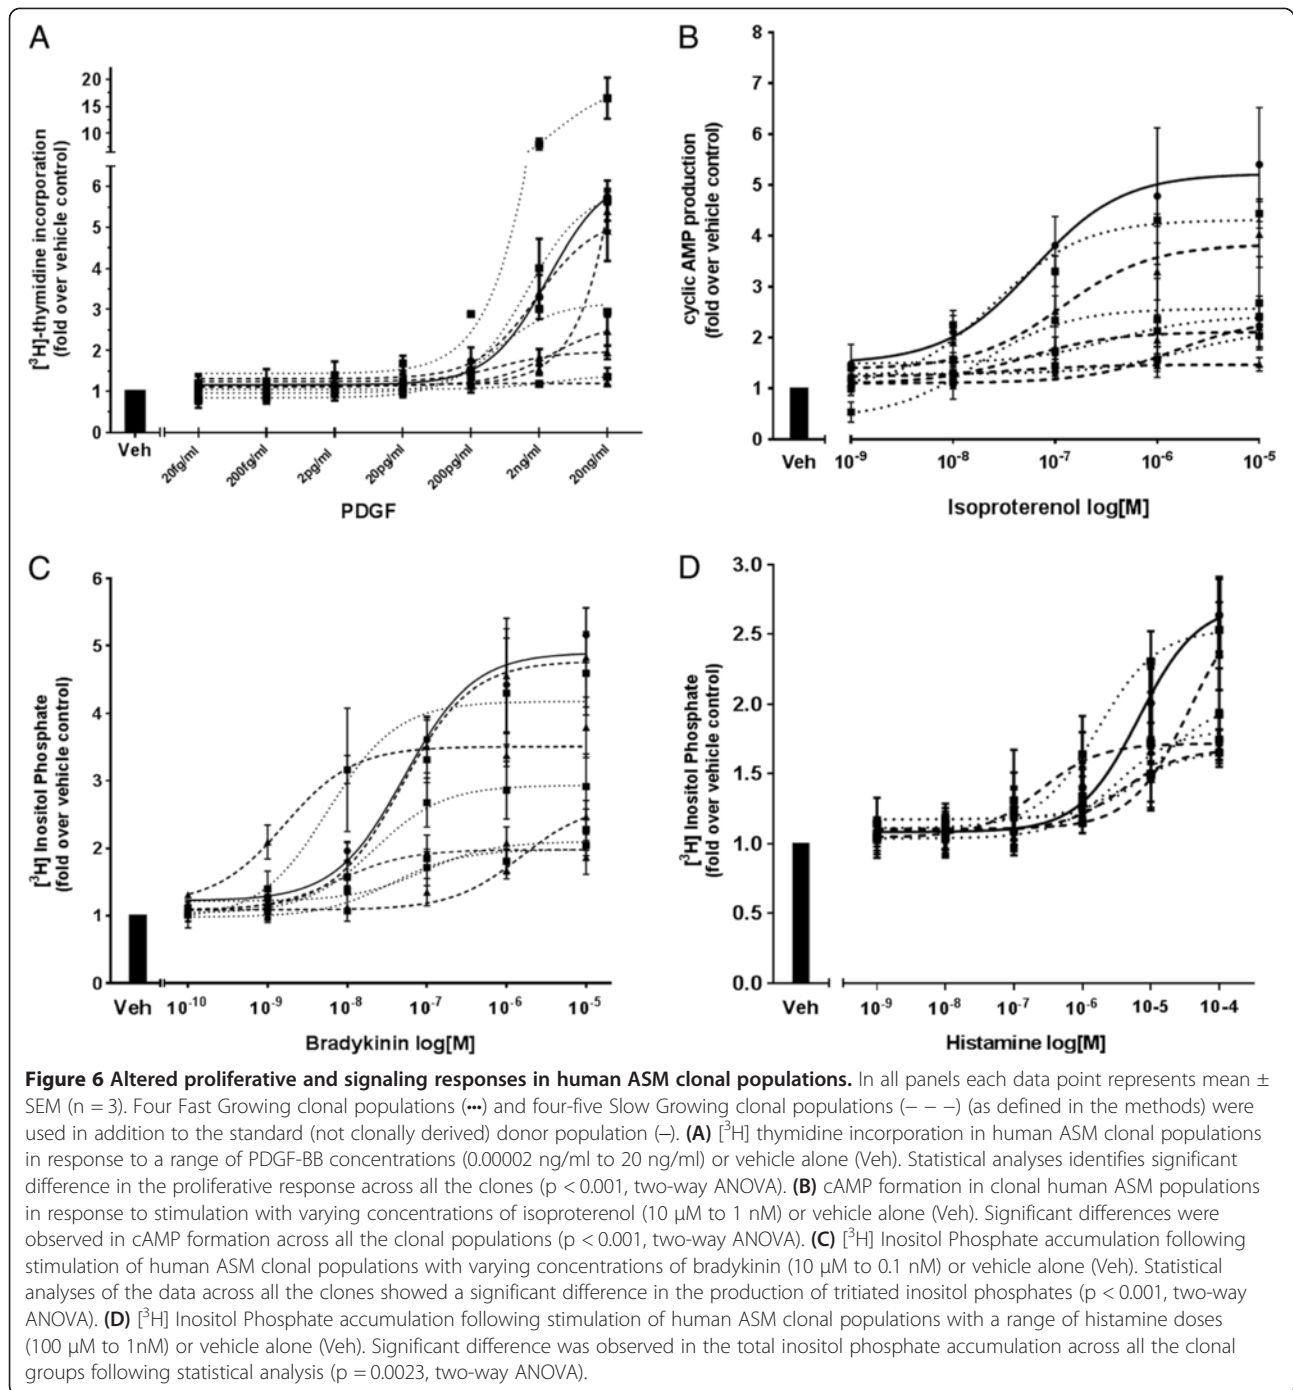 A
[³H]-thymidine incorporation
(fold over vehicle control)
20
15
10
6
5
4
3
2
1
0
Veh
20fg/ml
200fg/ml
2pg/ml
20pg/ml
200pg/ml
2ng/ml
20ng/ml
PDGF
B
cyclic AMP production
(fold over vehicle control)
8
7
6
5
4
3
2
1
0
Veh
10⁻⁹
10⁻⁸
10⁻⁷
10⁻⁶
10⁻⁵
Isoproterenol log[M]
C
[³H] Inositol Phosphate
(fold over vehicle control)
6
5
4
3
2
1
0
Veh
10⁻¹⁰
10⁻⁹
10⁻⁸
10⁻⁷
10⁻⁶
10⁻⁵
Bradykinin log[M]
D
[³H] Inositol Phosphate
(fold over vehicle control)
3.0
2.5
2.0
1.5
1.0
0.5
0.0
Veh
10⁻⁹
10⁻⁸
10⁻⁷
10⁻⁶
10-5
10-4
Histamine log[M]
Figure 6 Altered proliferative and signaling responses in human ASM clonal populations. In all panels each data point represents mean ±
SEM (n = 3). Four Fast Growing clonal populations (•••) and four-five Slow Growing clonal populations (– – –) (as defined in the methods) were
used in addition to the standard (not clonally derived) donor population (–). (A) [³H] thymidine incorporation in human ASM clonal populations
in response to a range of PDGF-BB concentrations (0.00002 ng/ml to 20 ng/ml) or vehicle alone (Veh). Statistical analyses identifies significant
difference in the proliferative response across all the clones (p < 0.001, two-way ANOVA). (B) cAMP formation in clonal human ASM populations
in response to stimulation with varying concentrations of isoproterenol (10 μM to 1 nM) or vehicle alone (Veh). Significant differences were
observed in cAMP formation across all the clonal populations (p < 0.001, two-way ANOVA). (C) [³H] Inositol Phosphate accumulation following
stimulation of human ASM clonal populations with varying concentrations of bradykinin (10 μM to 0.1 nM) or vehicle alone (Veh). Statistical
analyses of the data across all the clones showed a significant difference in the production of tritiated inositol phosphates (p < 0.001, two-way
ANOVA). (D) [³H] Inositol Phosphate accumulation following stimulation of human ASM clonal populations with a range of histamine doses
(100 μM to 1nM) or vehicle alone (Veh). Significant difference was observed in the total inositol phosphate accumulation across all the clonal
groups following statistical analysis (p = 0.0023, two-way ANOVA).